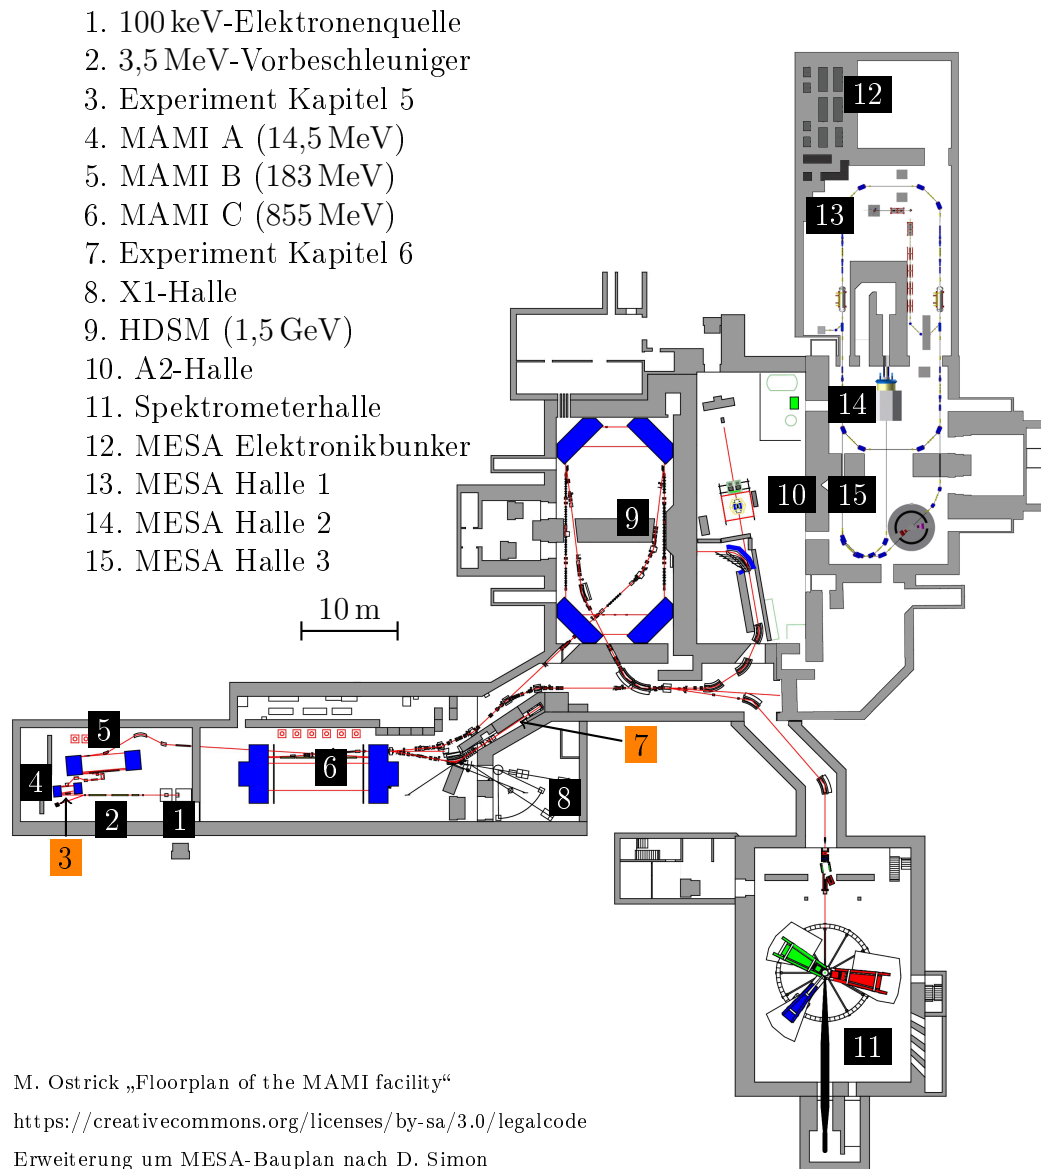 1. 100 keV-Elektronenquelle
2. 3,5 MeV-Vorbeschleuniger
3. Experiment Kapitel 5
4. MAMI A (14,5 MeV)
5. MAMI B (183 MeV)
6. MAMI C (855 MeV)
7. Experiment Kapitel 6
8. X1-Halle
9. HDSM (1,5 GeV)
10. A2-Halle
11. Spektrometerhalle
12. MESA Elektronikbunker
13. MESA Halle 1
14. MESA Halle 2
15. MESA Halle 3
10 m
12
13
14
9
10
15
5
4
6
7
8
2
1
3
11
M. Ostrick „Floorplan of the MAMI facility“
https://creativecommons.org/licenses/by-sa/3.0/legalcode
Erweiterung um MESA-Bauplan nach D. Simon